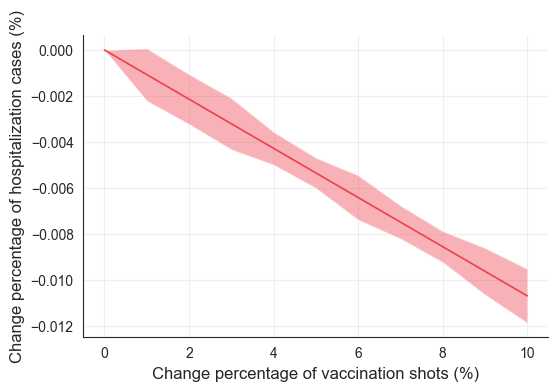 Change percentage of hospitalization cases (%)
0.000
−0.002
−0.004
−0.006
−0.008
−0.010
−0.012
0 2 4 6 8 10
Change percentage of vaccination shots (%)